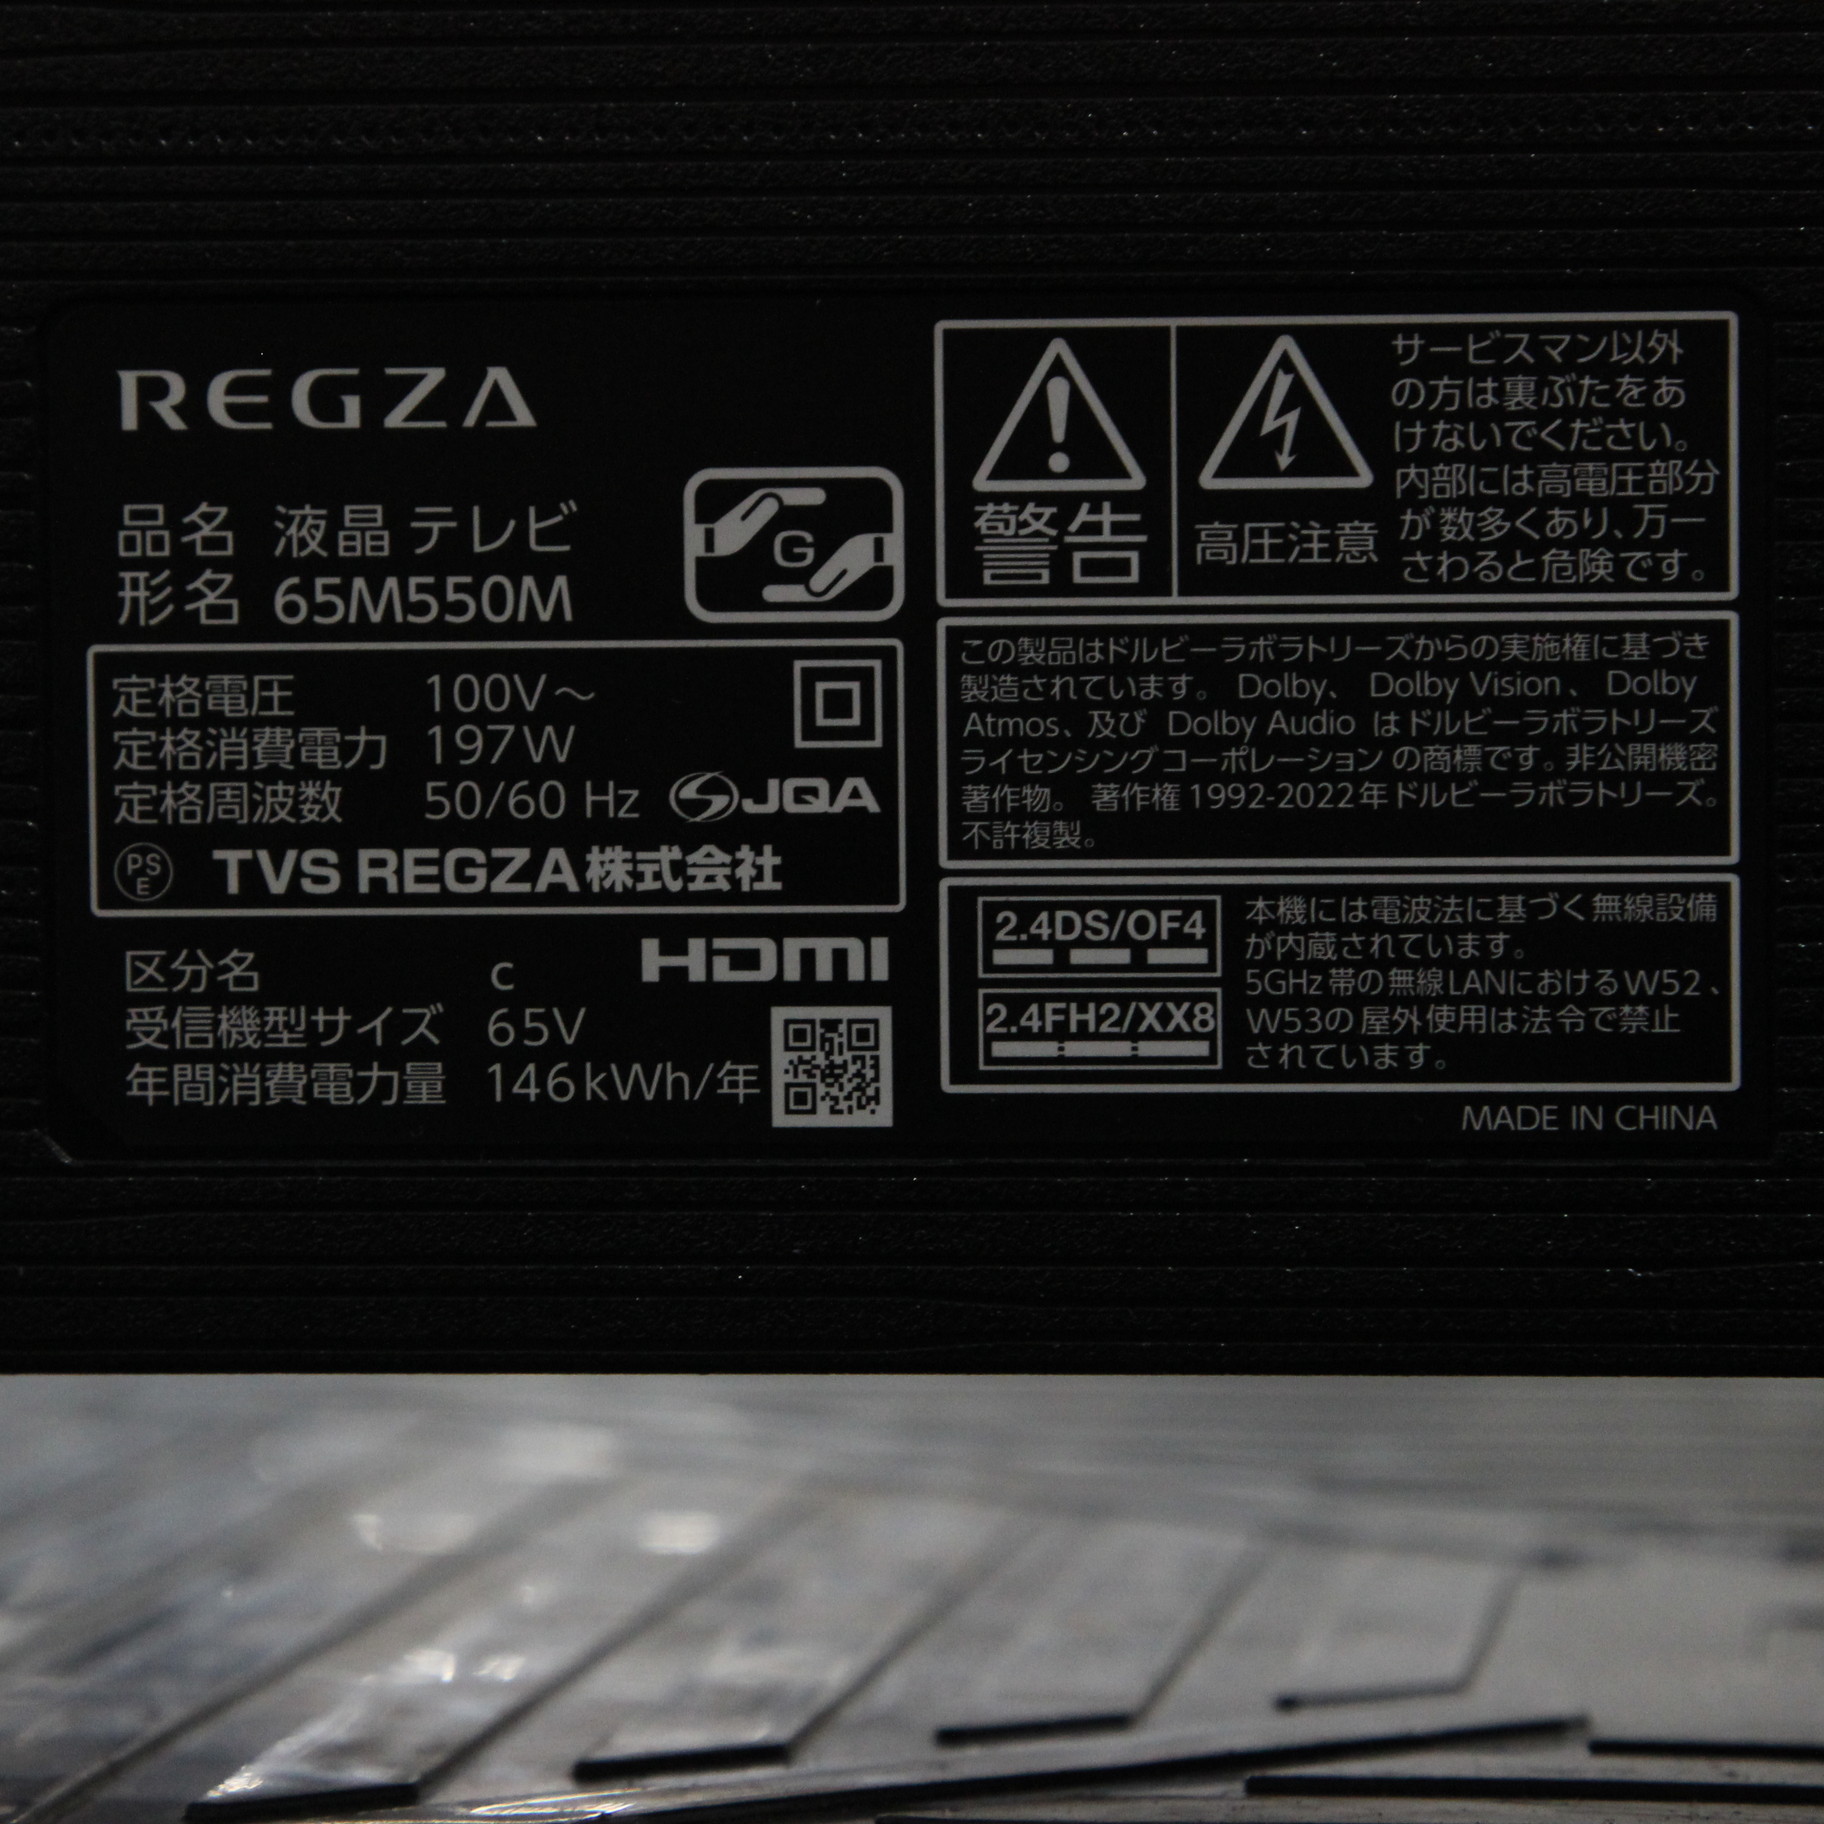 REGZA
品名 液晶テレビ
形名 65M550M
G
定格電圧 100V～
定格消費電力 197W
定格周波数 50/60 Hz
JQA
PS
E
TVS REGZA株式会社
区分名 c
HDMI
受信機型サイズ 65V
年間消費電力量 146kWh/年
警告
高圧注意
サービスマン以外
の方は裏ぶたをあ
けないでください。
内部には高電圧部分
が数多くあり、万一
さわると危険です。
この製品はドルビーラボラトリーズからの実施権に基づき
製造されています。 Dolby、 Dolby Vision、 Dolby
Atmos、及び Dolby Audio はドルビーラボラトリーズ
ライセンシングコーポレーションの商標です。非公開機密
著作物。 著作権 1992-2022年ドルビーラボラトリーズ。
不許複製。
2.4DS/OF4
2.4FH2/XX8
本機には電波法に基づく無線設備
が内蔵されています。
5GHz帯の無線LANにおけるW52、
W53の屋外使用は法令で禁止
されています。
MADE IN CHINA